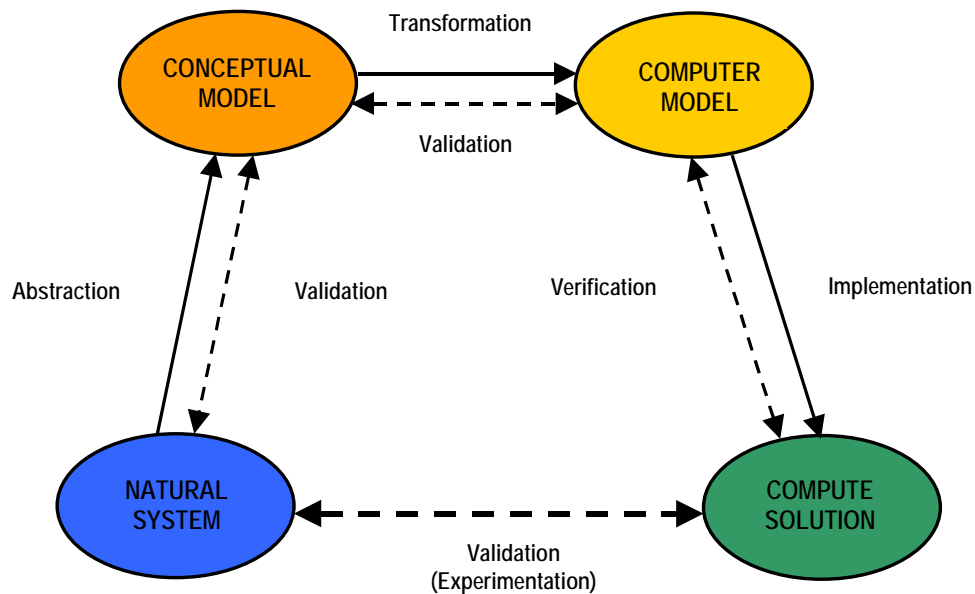 Transformation
CONCEPTUAL
MODEL
COMPUTER
MODEL
Validation
Abstraction
Validation
Verification
Implementation
NATURAL
SYSTEM
COMPUTE
SOLUTION
Validation
(Experimentation)